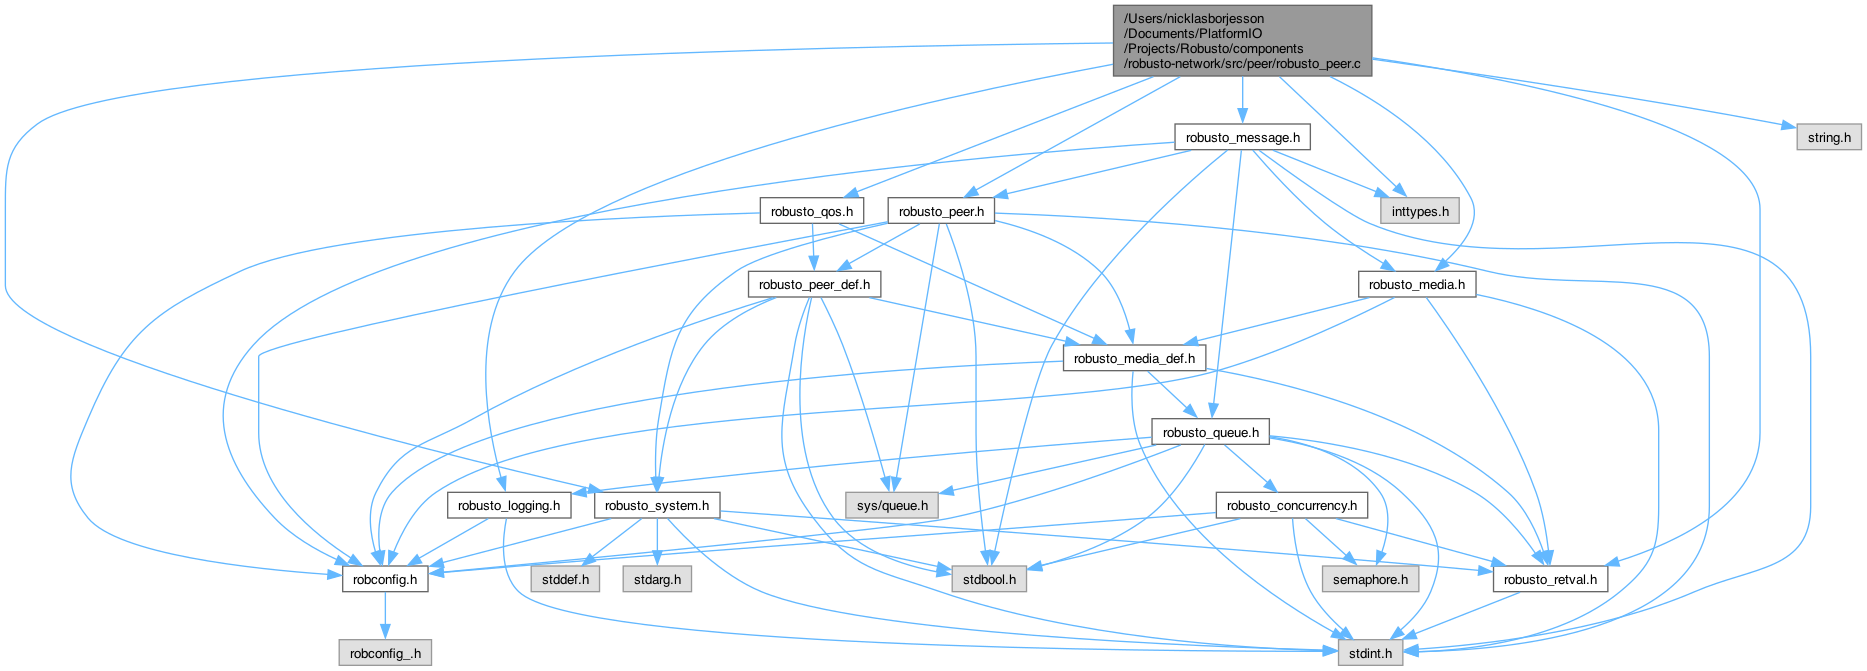 /Users/nicklasborjesson
/Documents/PlatformIO
/Projects/Robusto/components
/robusto-network/src/peer/robusto_peer.c
robusto_message.h
string.h
robusto_qos.h
robusto_peer.h
inttypes.h
robusto_peer_def.h
robusto_media.h
robusto_media_def.h
robusto_queue.h
robusto_logging.h
robusto_system.h
sys/queue.h
robusto_concurrency.h
robconfig.h
stddef.h
stdarg.h
stdbool.h
semaphore.h
robusto_retval.h
robconfig_.h
stdint.h